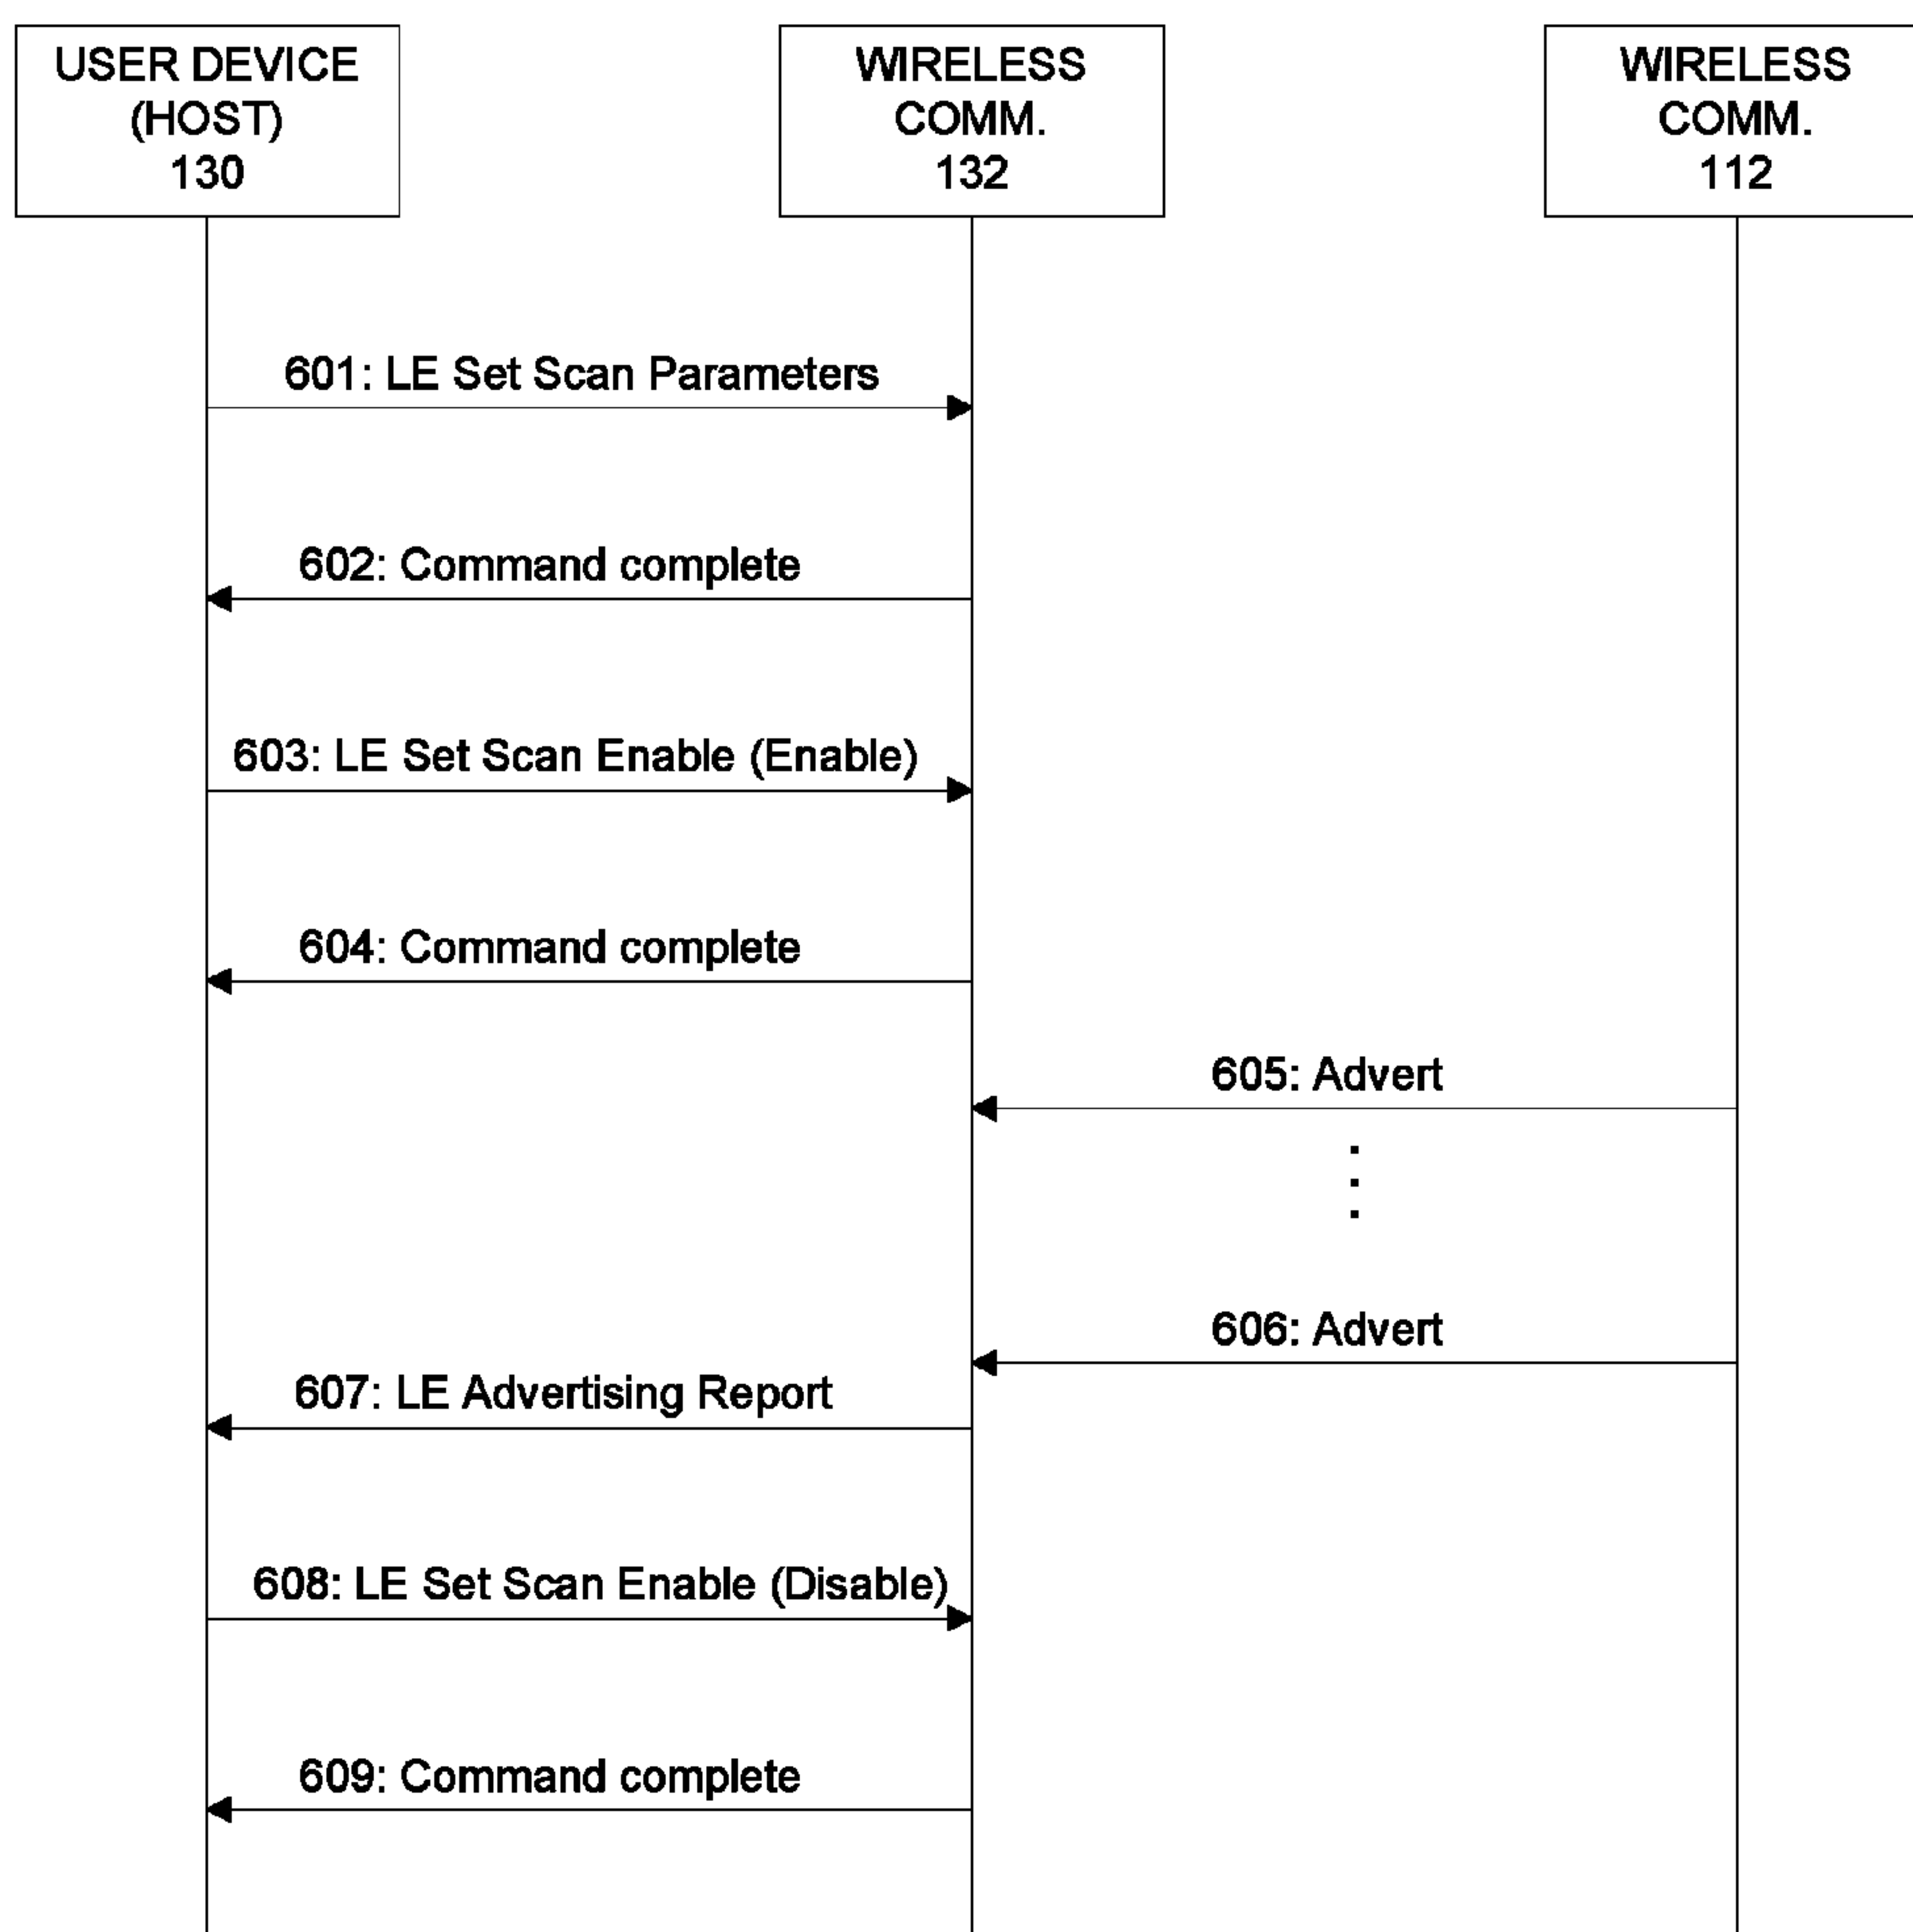 USER DEVICE
(HOST)
130
WIRELESS
COMM.
132
WIRELESS
COMM.
112
601: LE Set Scan Parameters
602: Command complete
603: LE Set Scan Enable (Enable)
604: Command complete
605: Advert
606: Advert
607: LE Advertising Report
608: LE Set Scan Enable (Disable)
609: Command complete